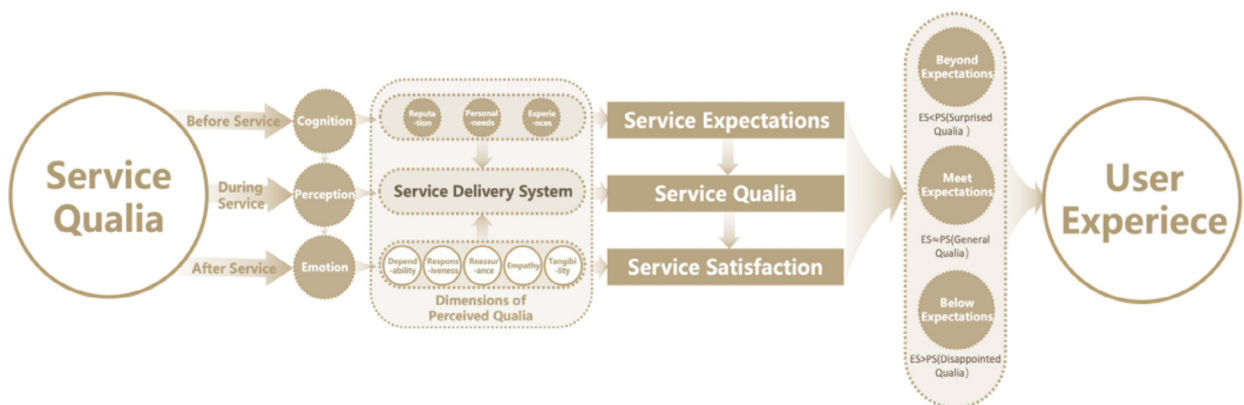 Service
Qualia
Before Service
During
Service
After Service
Cognition
Perception
Emotion
Reputa
-tion
Personal
-needs
Experie
-nces
Service Delivery System
Depend
-ability
Respons
-iveness
Reassur
-ance
Empathy
Tangibi
-lity
Dimensions of
Perceived Qualia
Service Expectations
Service Qualia
Service Satisfaction
Beyond
Expectations
ES<PS(Surprised
Qualia )
Meet
Expectations
ES≈PS(General
Qualia)
Below
Expectations
ES>PS(Disappointed
Qualia)
User
Experiece